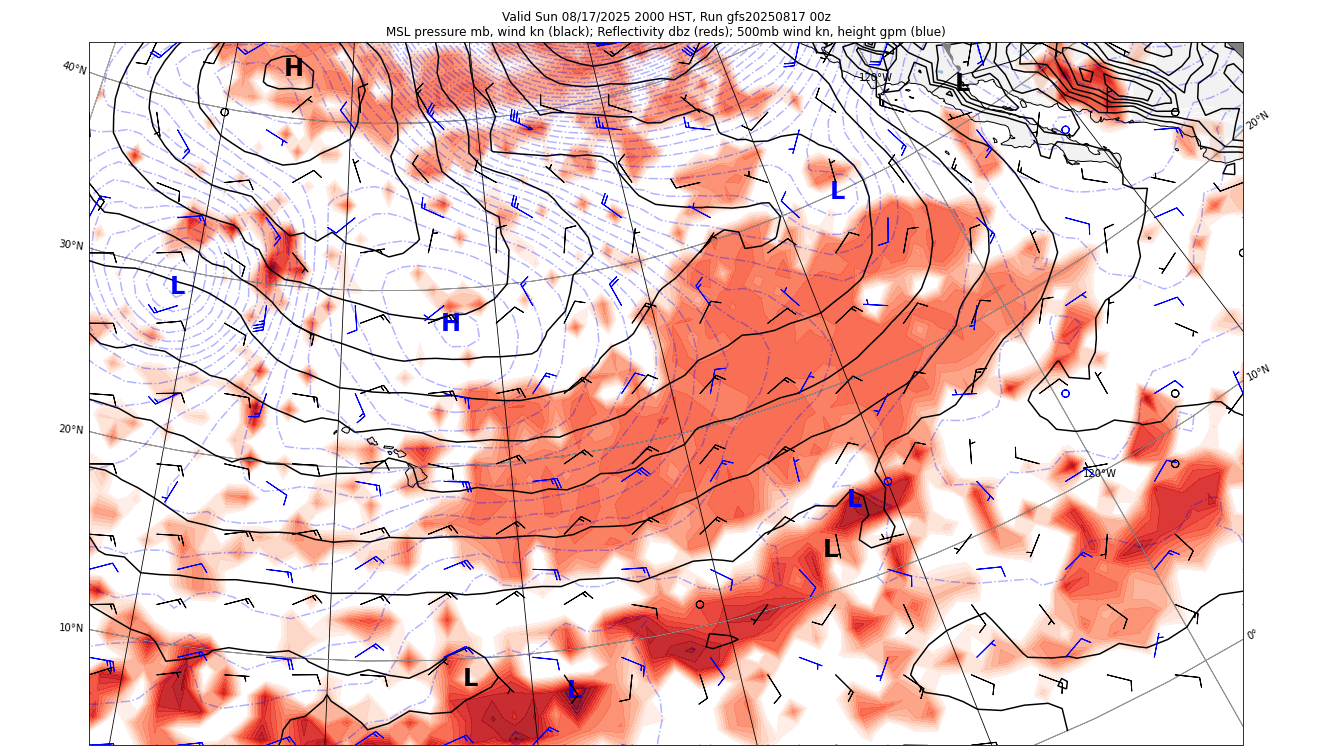 Valid Sun 08/17/2025 2000 HST, Run gfs20250817 00z
MSL pressure mb, wind kn (black); Reflectivity dbz (reds); 500mb wind kn, height gpm (blue)
40°N
H
120°W
L
20°N
L
30°N
L
H
10°N
20°N
120°W
L
L
10°N
0°
L
L